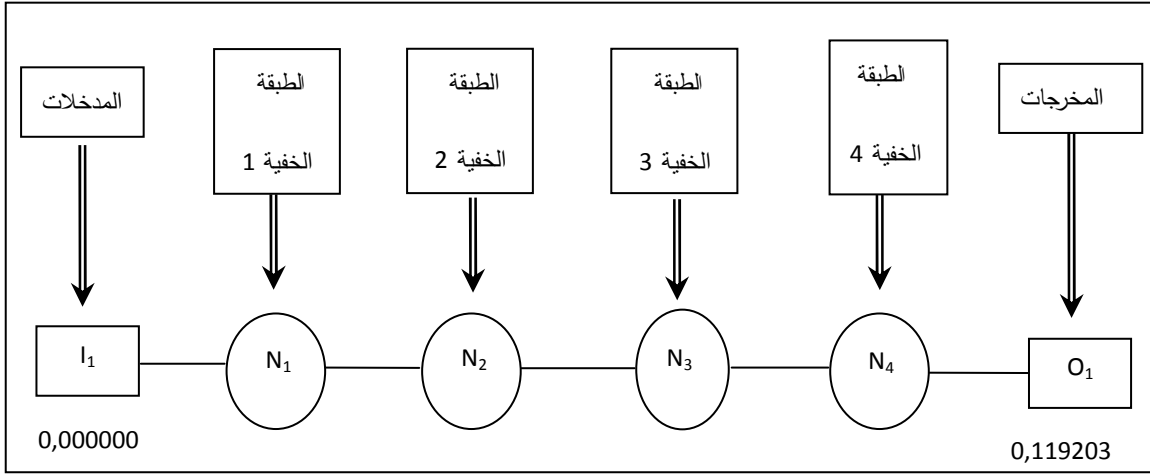 المدخلات
الطبقة
الخفية 1
الطبقة
الخفية 2
الطبقة
الخفية 3
الطبقة
الخفية 4
المخرجات
I₁
N₁
N₂
N₃
N₄
O₁
0,000000
0,119203